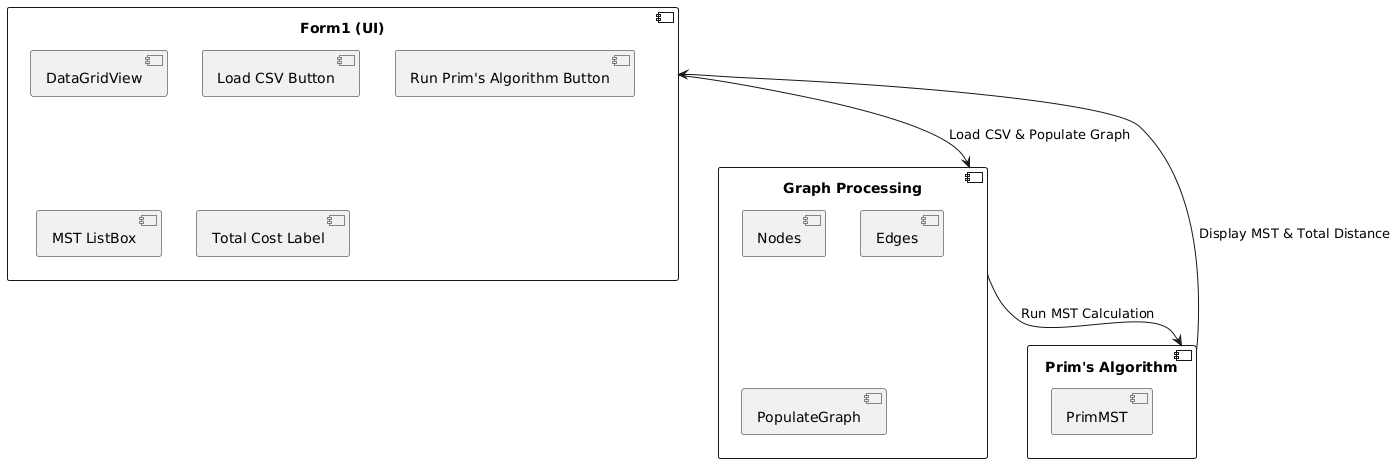 Form1 (UI)
DataGridView
Load CSV Button
Run Prim's Algorithm Button
MST ListBox
Total Cost Label
Load CSV & Populate Graph
Graph Processing
Nodes
Edges
PopulateGraph
Display MST & Total Distance
Run MST Calculation
Prim's Algorithm
PrimMST